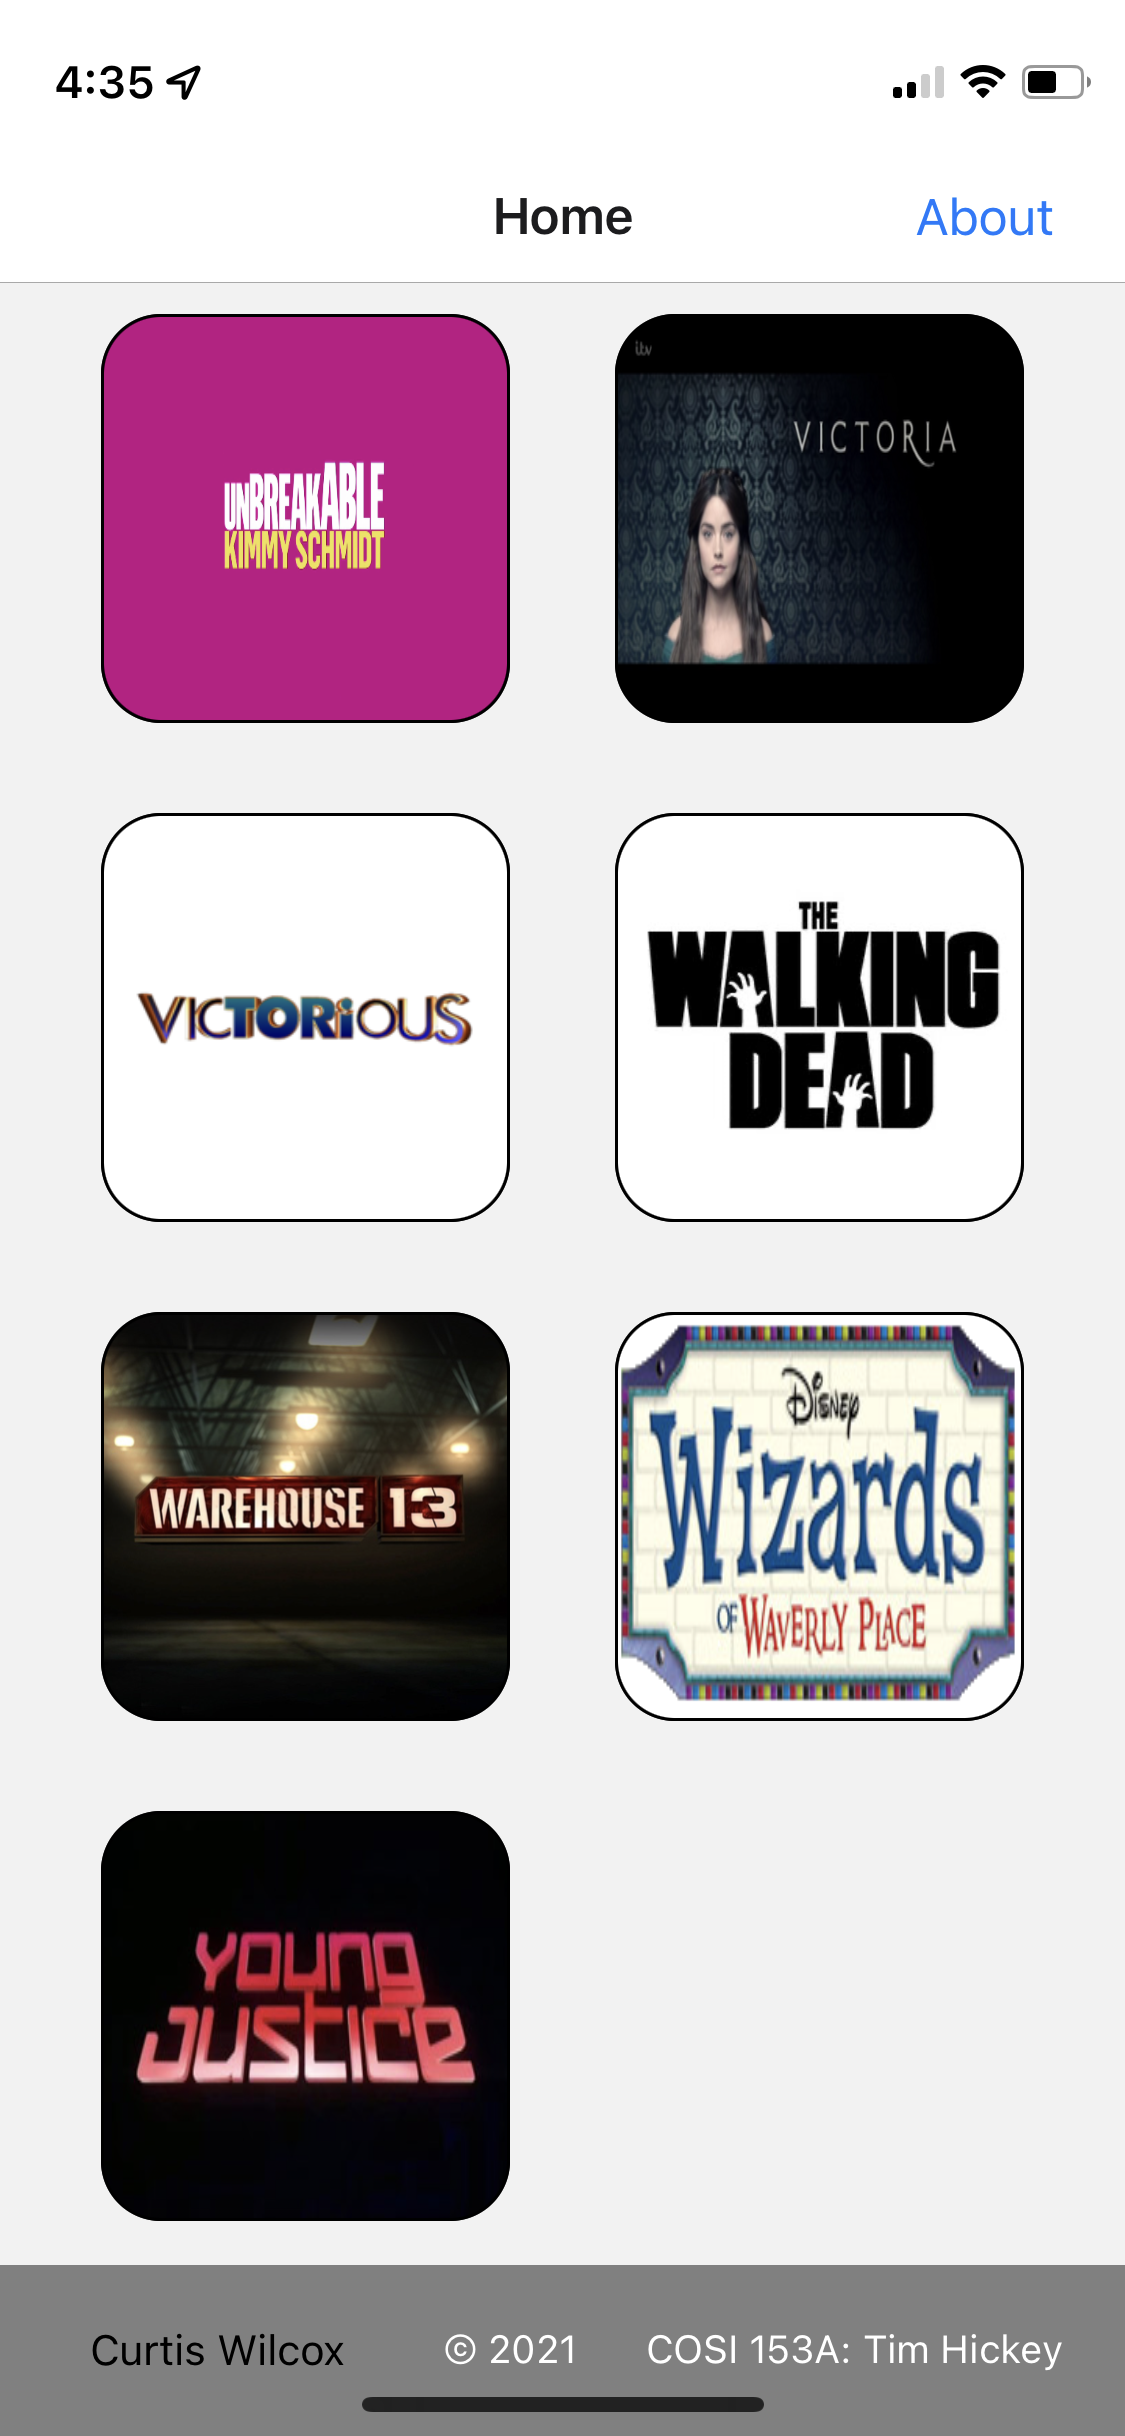 4:35
Home
About
UNBREAKABLE
KIMMY SCHMIDT
itv
VICTORIA
VICTORiOUS
THE
WALKING
DEAD
WAREHOUSE 13
Disney
Wizards
OF WAVERLY PLACE
young
Justice
Curtis Wilcox
© 2021
COSI 153A: Tim Hickey